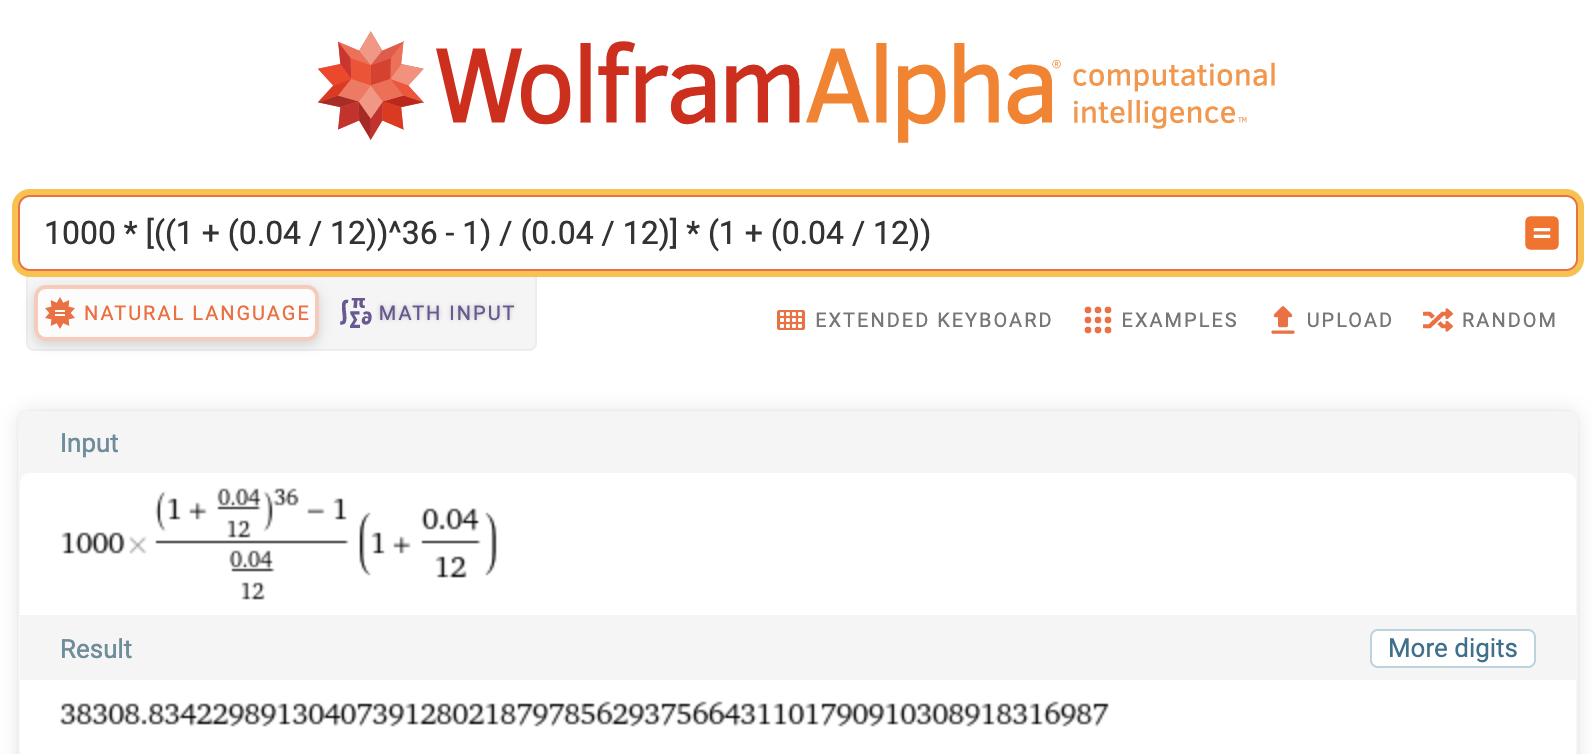 WolframAlpha® computational intelligence™
1000 * [((1 + (0.04 / 12))^36 - 1) / (0.04 / 12)] * (1 + (0.04 / 12))
=
NATURAL LANGUAGE
∫π Σ∂ MATH INPUT
EXTENDED KEYBOARD
EXAMPLES
UPLOAD
RANDOM
Input
1000 × ((1 + 0.04/12)^36 − 1)/(0.04/12) (1 + 0.04/12)
Result
More digits
38308.83422989130407391280218797856293756643110179091030891831698​7